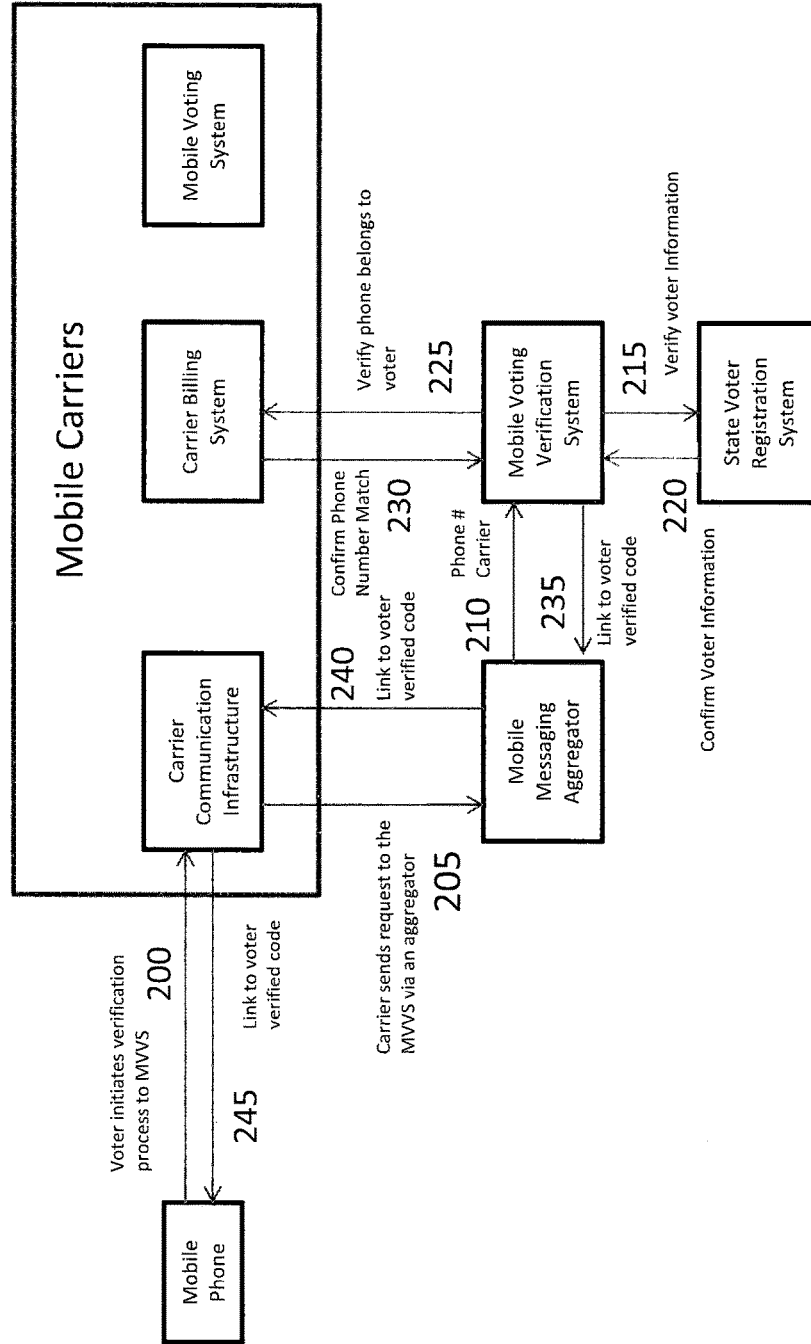 Mobile Carriers
Mobile Phone
Voter initiates verification
process to MVVS
200
245
Link to voter
verified code
Carrier
Communication
Infrastructure
Carrier Billing
System
Mobile Voting
System
Carrier sends request to the
MVVS via an aggregator
205
240
Link to voter
verified code
Confirm Phone
Number Match
230
Verify phone belongs to
voter
225
Mobile
Messaging
Aggregator
210
Phone #
Carrier
235
Link to voter
verified code
Mobile Voting
Verification
System
215
Verify voter Information
220
Confirm Voter Information
State Voter
Registration
System